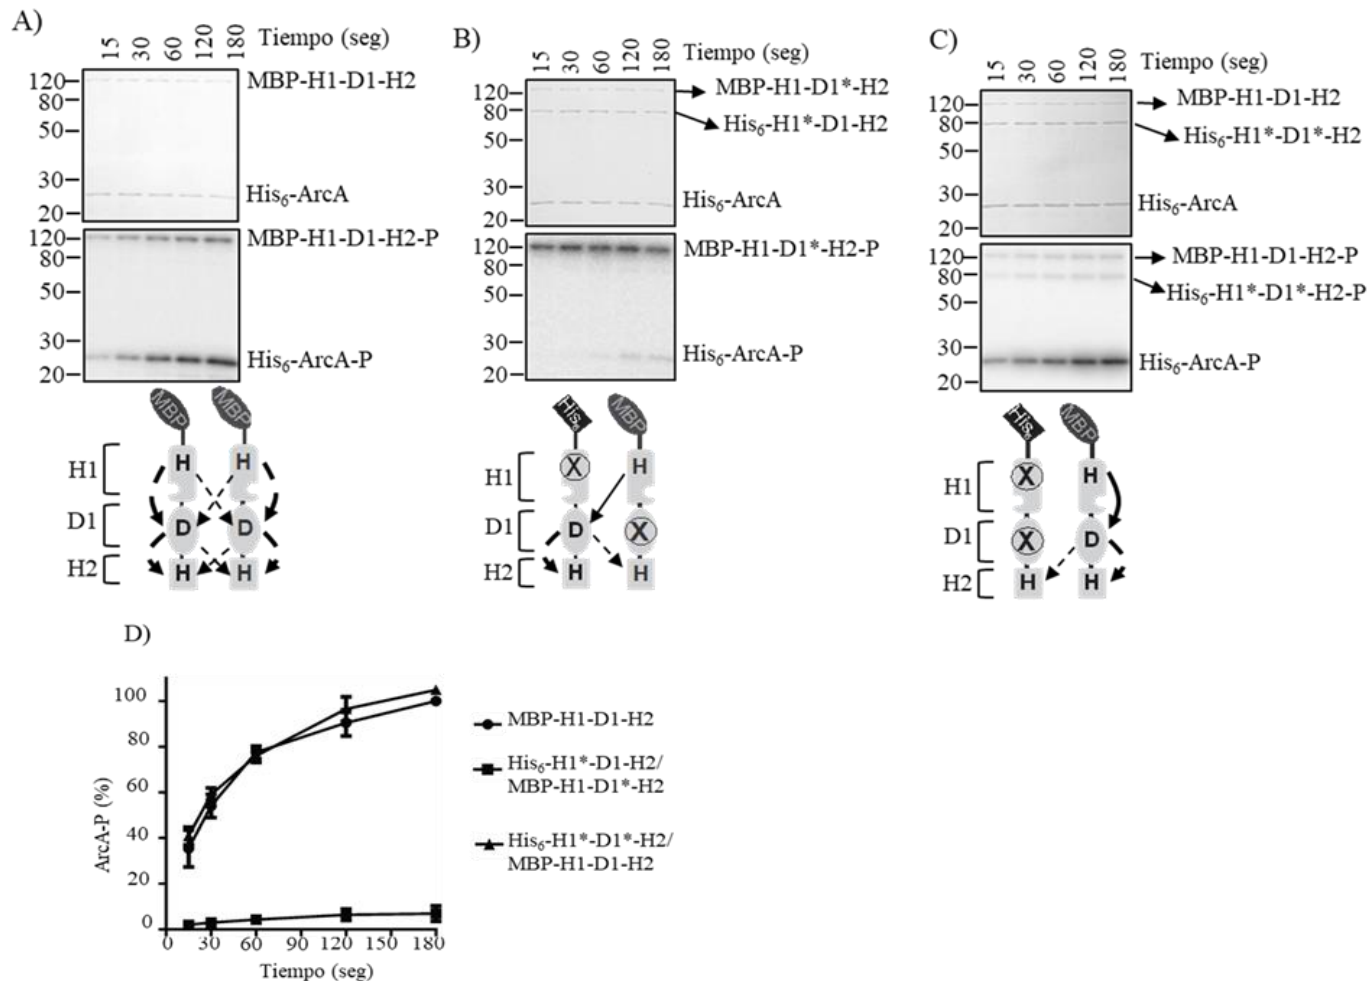 A)
15 30 60 120 180 Tiempo (seg)
120
80
50
30
20
MBP-H1-D1-H2
His6-ArcA
120
80
50
30
20
MBP-H1-D1-H2-P
His6-ArcA-P
MBP MBP
H1 H H
D1 D D
H2 H H
B)
15 30 60 120 180 Tiempo (seg)
120
80
50
30
20
MBP-H1-D1*-H2
His6-H1*-D1-H2
His6-ArcA
120
80
50
30
20
MBP-H1-D1*-H2-P
His6-ArcA-P
His6 MBP
H1 X H
D1 D X
H2 H H
C)
15 30 60 120 180 Tiempo (seg)
120
80
50
30
20
MBP-H1-D1-H2
His6-H1*-D1*-H2
His6-ArcA
120
80
50
30
20
MBP-H1-D1-H2-P
His6-H1*-D1*-H2-P
His6-ArcA-P
His6 MBP
H1 X H
D1 X D
H2 H H
D)
ArcA-P (%)
100
80
60
40
20
0
0 30 60 90 120 150 180
Tiempo (seg)
MBP-H1-D1-H2
His6-H1*-D1-H2/
MBP-H1-D1*-H2
His6-H1*-D1*-H2/
MBP-H1-D1-H2